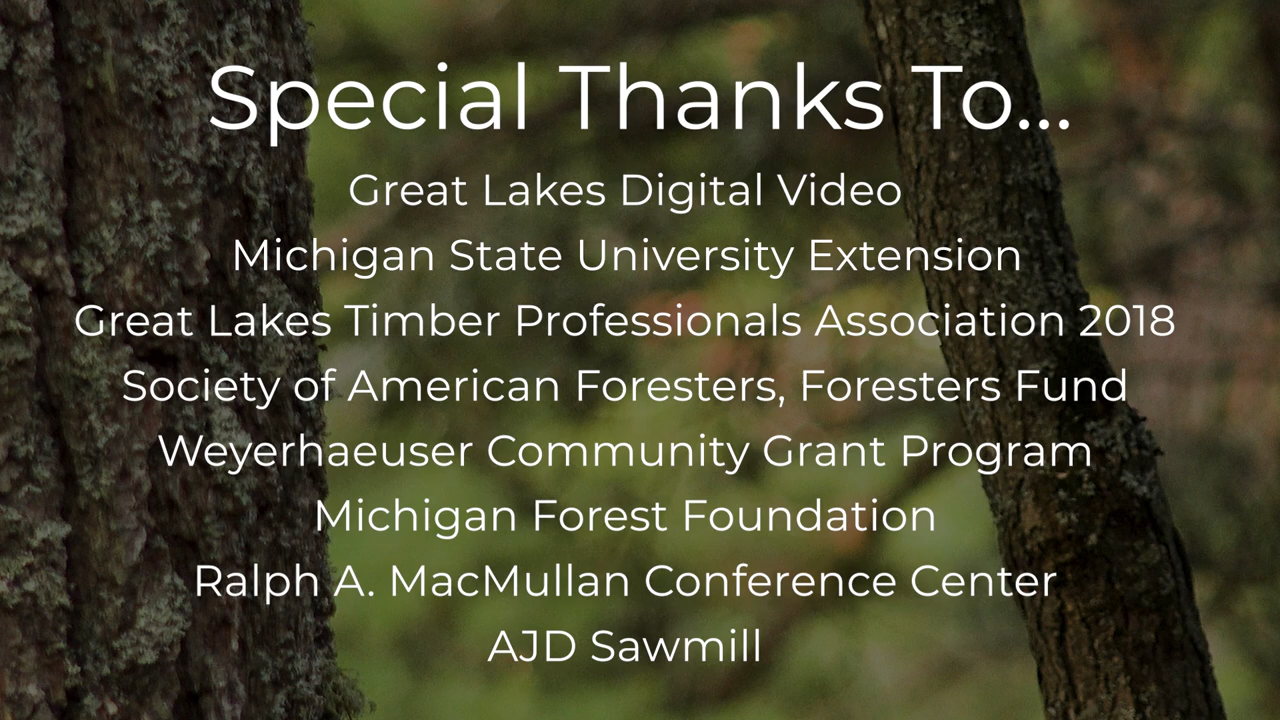 Special Thanks To...
Great Lakes Digital Video
Michigan State University Extension
Great Lakes Timber Professionals Association 2018
Society of American Foresters, Foresters Fund
Weyerhaeuser Community Grant Program
Michigan Forest Foundation
Ralph A. MacMullan Conference Center
AJD Sawmill